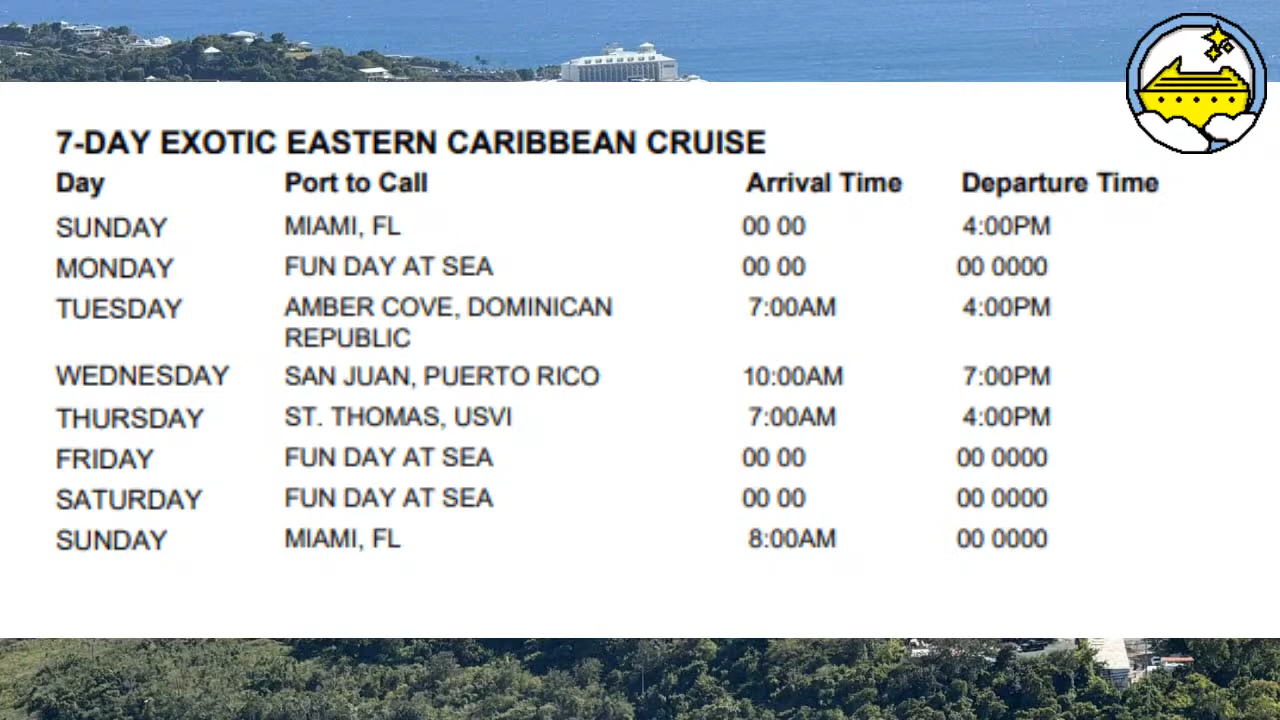 7-DAY EXOTIC EASTERN CARIBBEAN CRUISE
Day Port to Call Arrival Time Departure Time
SUNDAY MIAMI, FL 00 00 4:00PM
MONDAY FUN DAY AT SEA 00 00 00 0000
TUESDAY AMBER COVE, DOMINICAN 7:00AM 4:00PM
REPUBLIC
WEDNESDAY SAN JUAN, PUERTO RICO 10:00AM 7:00PM
THURSDAY ST. THOMAS, USVI 7:00AM 4:00PM
FRIDAY FUN DAY AT SEA 00 00 00 0000
SATURDAY FUN DAY AT SEA 00 00 00 0000
SUNDAY MIAMI, FL 8:00AM 00 0000